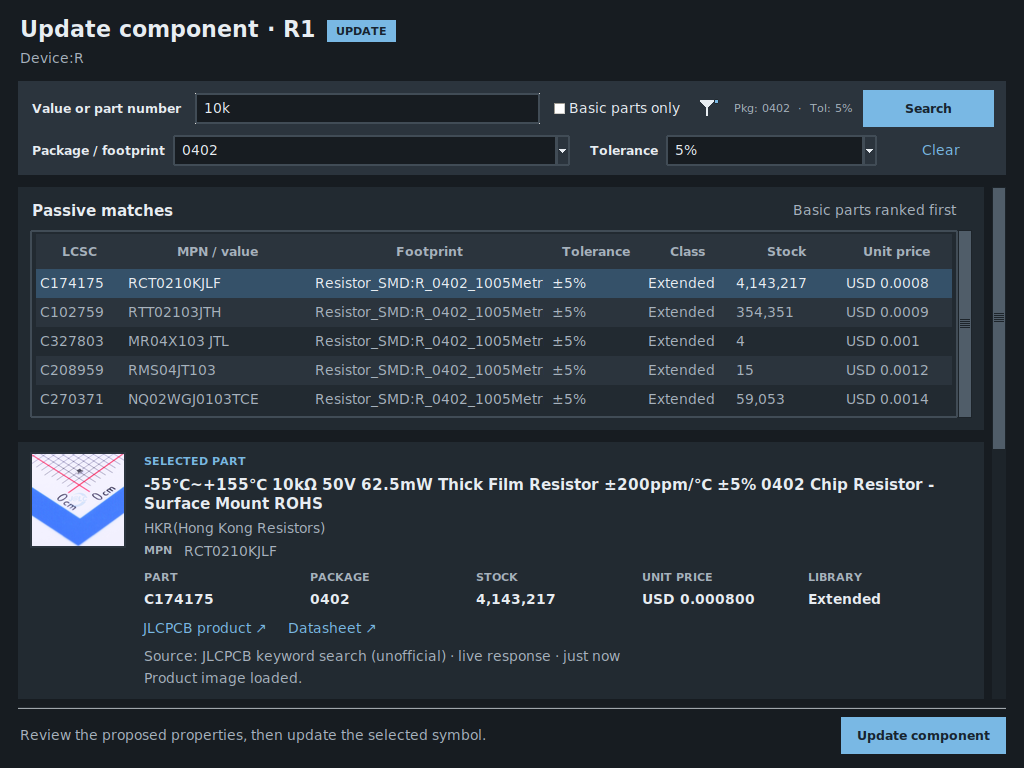 Update component · R1 UPDATE
Device:R
Value or part number 10k Basic parts only Pkg: 0402 · Tol: 5% Search
Package / footprint 0402 Tolerance 5% Clear
Passive matches Basic parts ranked first
LCSC MPN / value Footprint Tolerance Class Stock Unit price
C174175 RCT0210KJLF Resistor_SMD:R_0402_1005Metr ±5% Extended 4,143,217 USD 0.0008
C102759 RTT02103JTH Resistor_SMD:R_0402_1005Metr ±5% Extended 354,351 USD 0.0009
C327803 MR04X103 JTL Resistor_SMD:R_0402_1005Metr ±5% Extended 4 USD 0.001
C208959 RMS04JT103 Resistor_SMD:R_0402_1005Metr ±5% Extended 15 USD 0.0012
C270371 NQ02WGJ0103TCE Resistor_SMD:R_0402_1005Metr ±5% Extended 59,053 USD 0.0014
0cm 0cm
SELECTED PART
-55℃~+155℃ 10kΩ 50V 62.5mW Thick Film Resistor ±200ppm/℃ ±5% 0402 Chip Resistor -
Surface Mount ROHS
HKR(Hong Kong Resistors)
MPN RCT0210KJLF
PART PACKAGE STOCK UNIT PRICE LIBRARY
C174175 0402 4,143,217 USD 0.000800 Extended
JLCPCB product ↗ Datasheet ↗
Source: JLCPCB keyword search (unofficial) · live response · just now
Product image loaded.
Review the proposed properties, then update the selected symbol. Update component